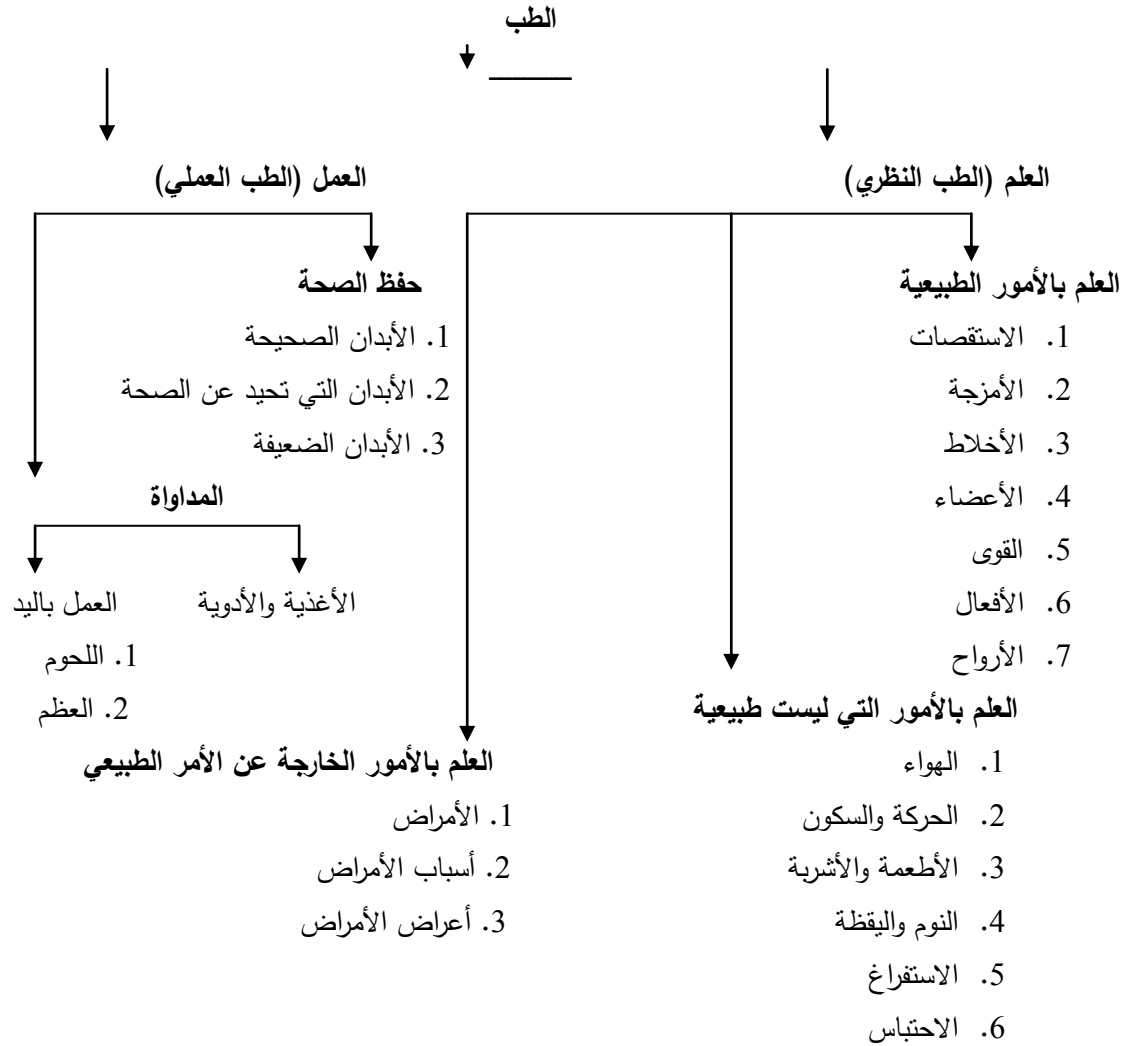 الطب
العلم (الطب النظري)
العمل (الطب العملي)
العلم بالأمور الطبيعية
1. الاستقصات
2. الأمزجة
3. الأخلاط
4. الأعضاء
5. القوى
6. الأفعال
7. الأرواح
العلم بالأمور التي ليست طبيعية
1. الهواء
2. الحركة والسكون
3. الأطعمة والأشربة
4. النوم واليقظة
5. الاستفراغ
6. الاحتباس
العلم بالأمور الخارجة عن الأمر الطبيعي
1. الأمراض
2. أسباب الأمراض
3. أعراض الأمراض
حفظ الصحة
1. الأبدان الصحيحة
2. الأبدان التي تحيد عن الصحة
3. الأبدان الضعيفة
المداواة
الأغذية والأدوية
العمل باليد
1. اللحوم
2. العظم